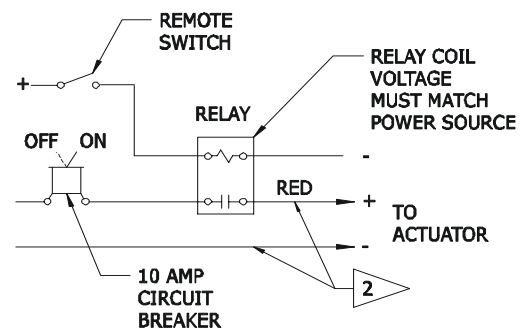 REMOTE
SWITCH
+
RELAY COIL
VOLTAGE
MUST MATCH
POWER SOURCE
RELAY
OFF ON
-
RED
+
TO
ACTUATOR
-
2
10 AMP
CIRCUIT
BREAKER